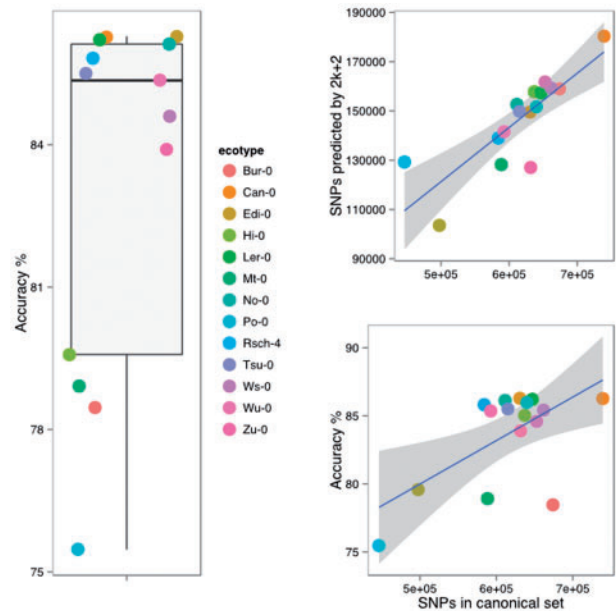 Accuracy %
84
81
78
75
ecotype
Bur-0
Can-0
Edi-0
Hi-0
Ler-0
Mt-0
No-0
Po-0
Rsch-4
Tsu-0
Ws-0
Wu-0
Zu-0
SNPs predicted by 2k+2
190000
160000
130000
100000
90000
5e+05
6e+05
7e+05
Accuracy %
90
85
80
75
5e+05
6e+05
7e+05
SNPs in canonical set